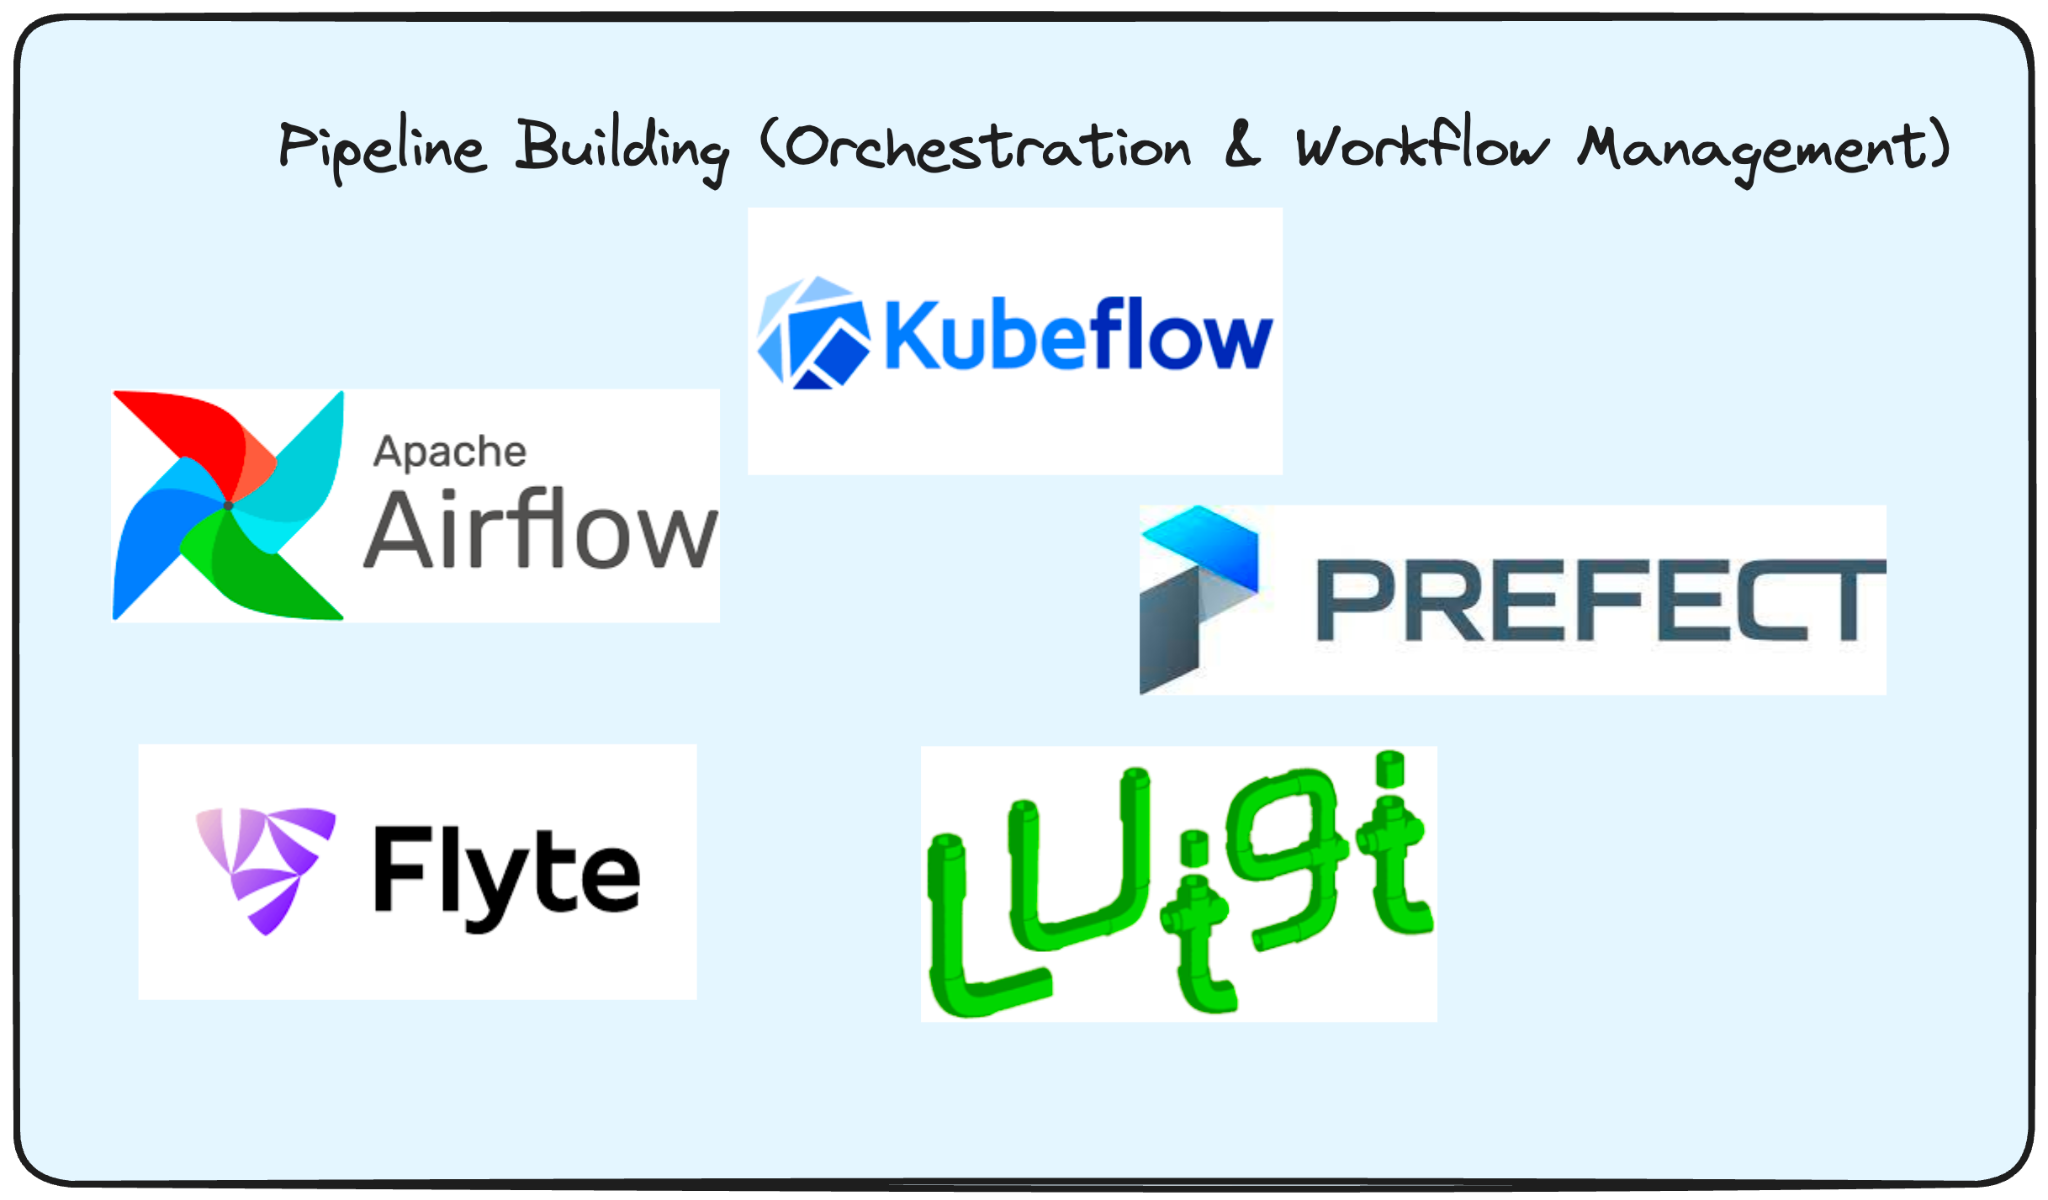 Pipeline Building (Orchestration & Workflow Management)
Kubeflow
Apache
Airflow
PREFECT
Flyte
Luigi